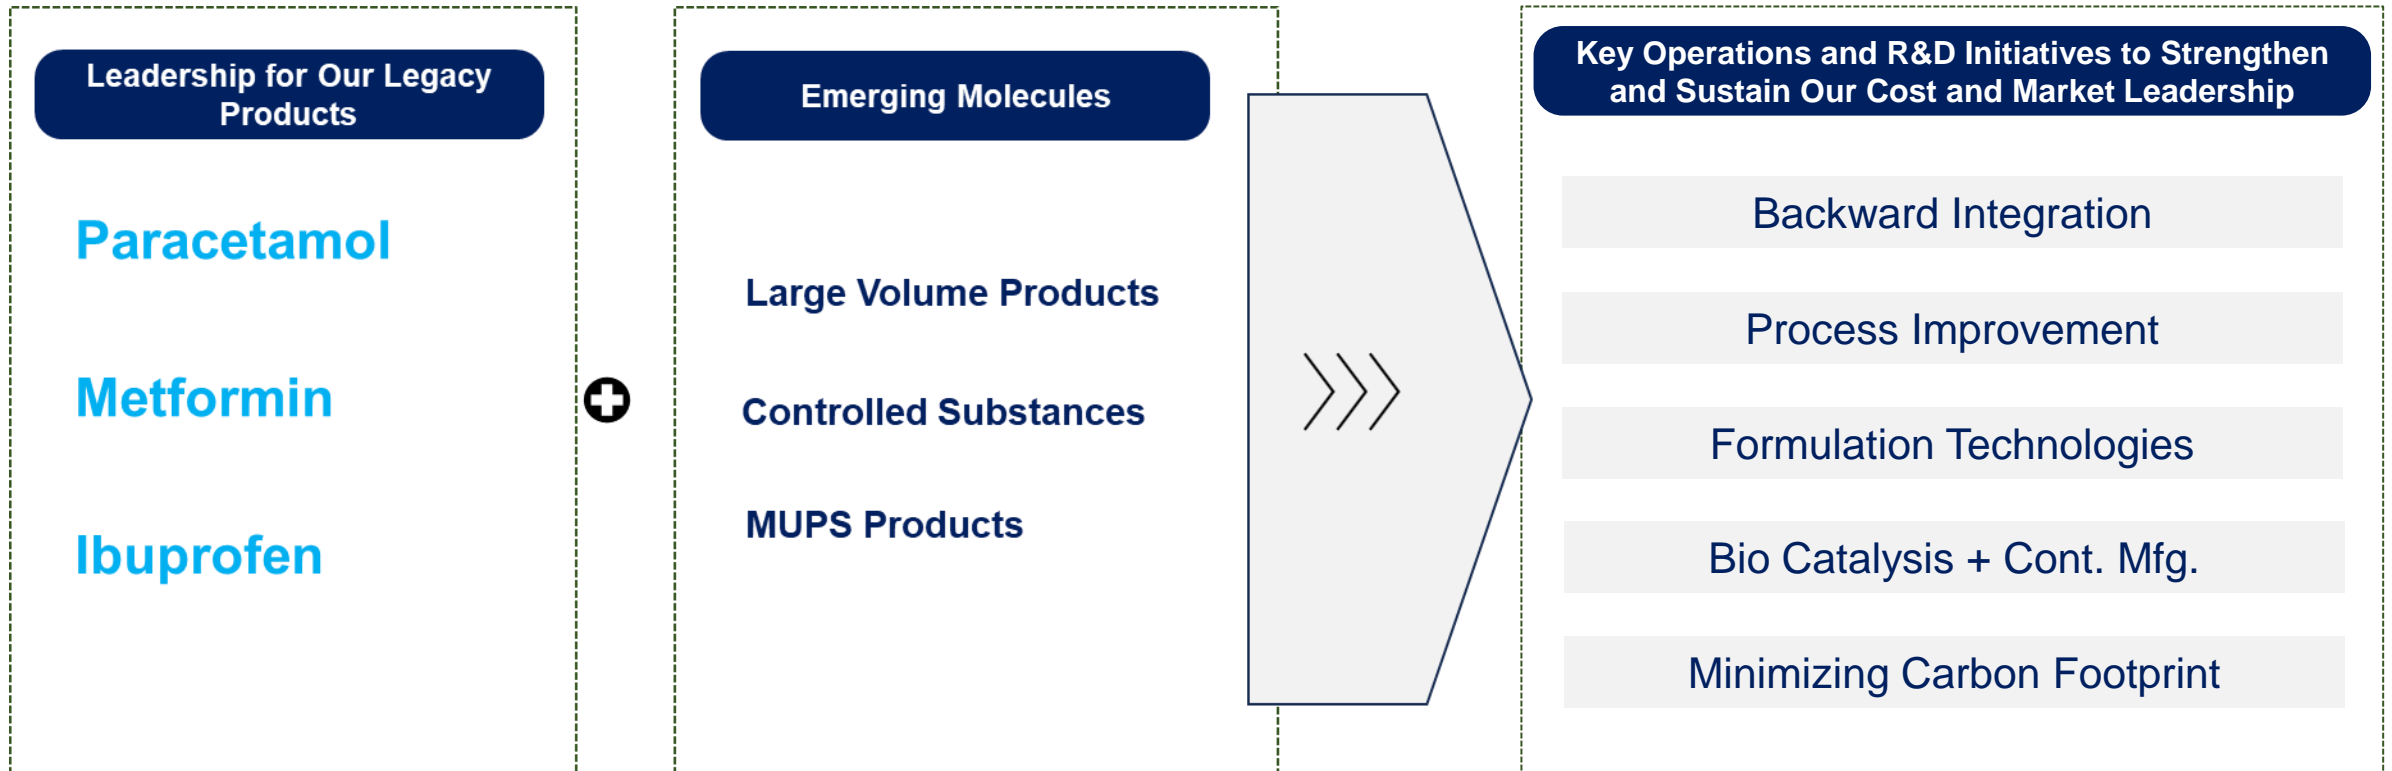 Leadership for Our Legacy
Products
Paracetamol
Metformin
Ibuprofen
Emerging Molecules
Large Volume Products
Controlled Substances
MUPS Products
Key Operations and R&D Initiatives to Strengthen
and Sustain Our Cost and Market Leadership
Backward Integration
Process Improvement
Formulation Technologies
Bio Catalysis + Cont. Mfg.
Minimizing Carbon Footprint